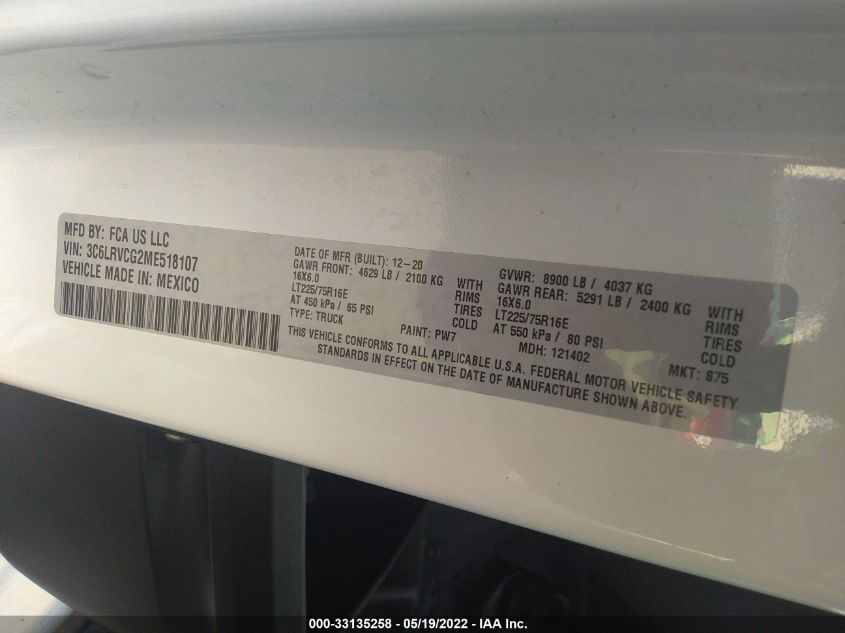 MFD BY: FCA US LLC
VIN: 3C6LRVCG2ME518107
VEHICLE MADE IN: MEXICO
DATE OF MFR (BUILT): 12-20
GAWR FRONT: 4629 LB / 2100 KG WITH
16X6.0 RIMS
LT225/75R16E TIRES
AT 450 kPa / 65 PSI COLD
TYPE: TRUCK PAINT: PW7
GVWR: 8900 LB / 4037 KG
GAWR REAR: 5291 LB / 2400 KG WITH
16X6.0 RIMS
LT225/75R16E TIRES
AT 550 kPa / 80 PSI COLD
MDH: 121402 MKT: 875
THIS VEHICLE CONFORMS TO ALL APPLICABLE U.S.A. FEDERAL MOTOR VEHICLE SAFETY
STANDARDS IN EFFECT ON THE DATE OF MANUFACTURE SHOWN ABOVE.
000-33135258 - 05/19/2022 - IAA Inc.